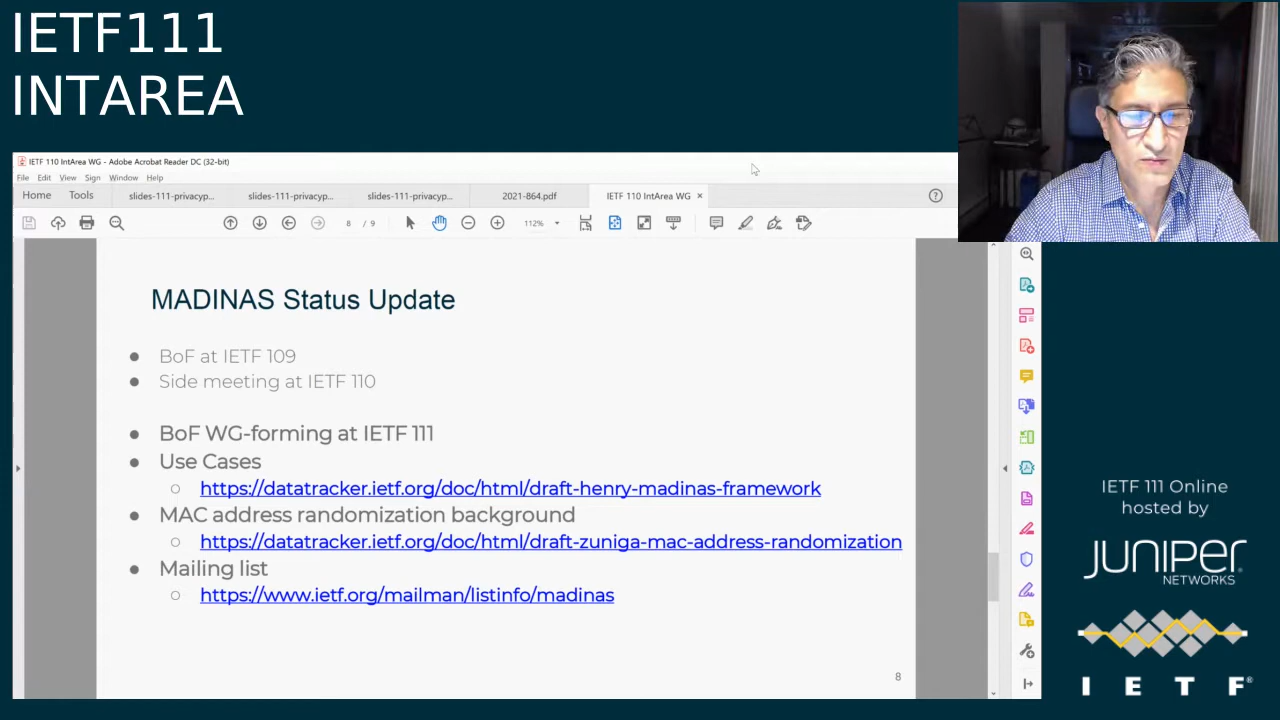 IETF111
INTAREA
IETF 110 IntArea WG - Adobe Acrobat Reader DC (32-bit)
File Edit View Sign Window Help
Home Tools slides-111-privacyp... slides-111-privacyp... slides-111-privacyp... 2021-864.pdf IETF 110 IntArea WG ×
8 / 9 112%
MADINAS Status Update
● BoF at IETF 109
● Side meeting at IETF 110
● BoF WG-forming at IETF 111
● Use Cases
○ https://datatracker.ietf.org/doc/html/draft-henry-madinas-framework
● MAC address randomization background
○ https://datatracker.ietf.org/doc/html/draft-zuniga-mac-address-randomization
● Mailing list
○ https://www.ietf.org/mailman/listinfo/madinas
8
IETF 111 Online
hosted by
JUNIPER
NETWORKS
I E T F®